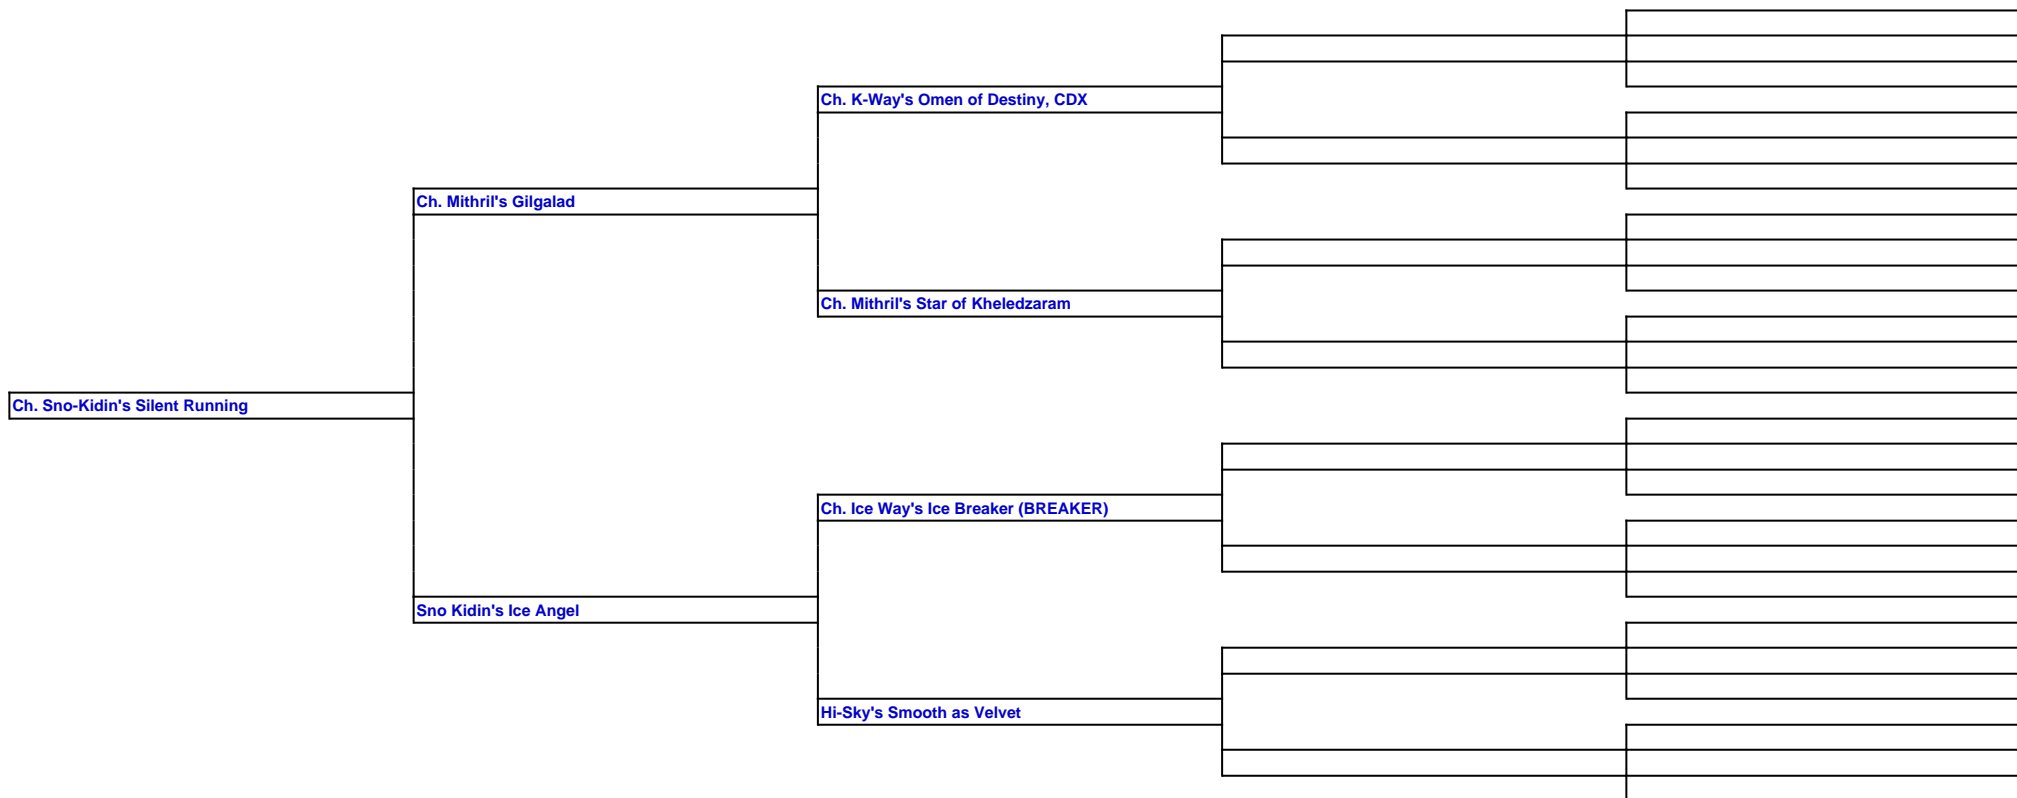 Ch. K-Way's Omen of Destiny, CDX
Ch. Mithril's Gilgalad
Ch. Mithril's Star of Kheledzaram
Ch. Sno-Kidin's Silent Running
Ch. Ice Way's Ice Breaker (BREAKER)
Sno Kidin's Ice Angel
Hi-Sky's Smooth as Velvet